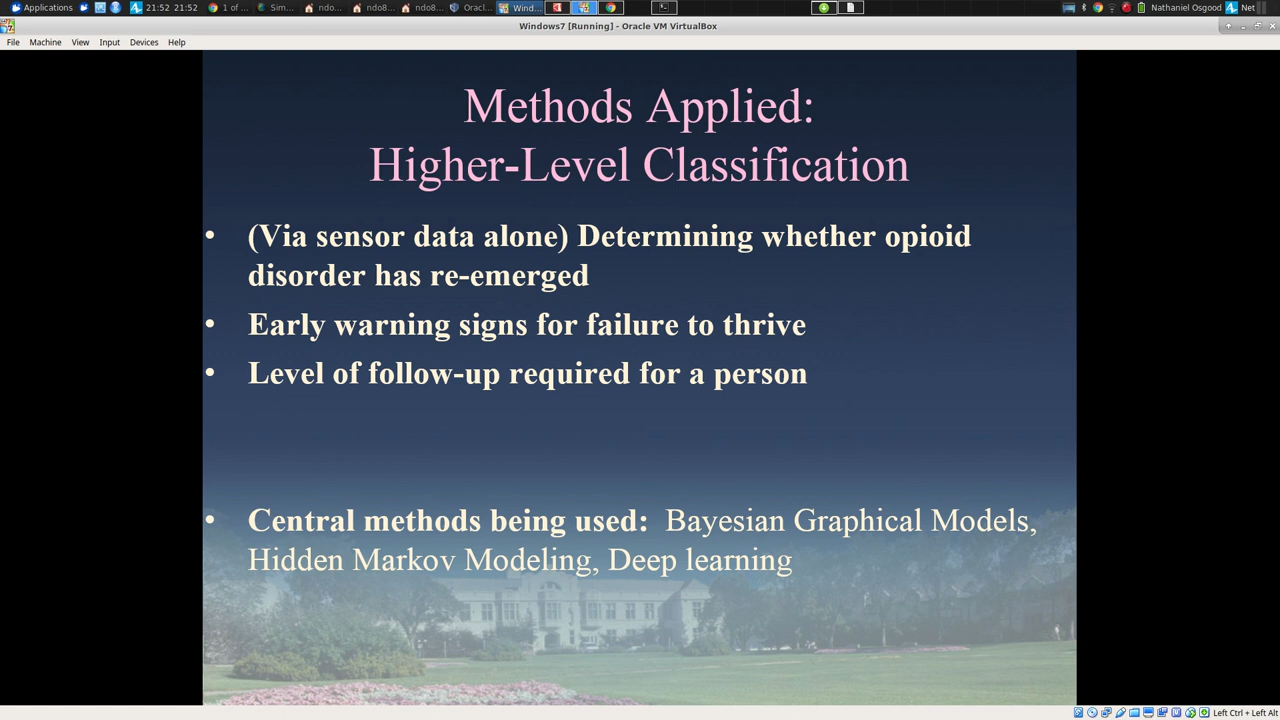 Applications
21:52 21:52
1 of ...
Sim...
ndo...
ndo8...
ndo8...
Oracl...
Wind...
Nathaniel Osgood
Net
Windows7 [Running] - Oracle VM VirtualBox
File Machine View Input Devices Help
Methods Applied:
Higher-Level Classification
• (Via sensor data alone) Determining whether opioid
disorder has re-emerged
• Early warning signs for failure to thrive
• Level of follow-up required for a person
• Central methods being used: Bayesian Graphical Models,
Hidden Markov Modeling, Deep learning
Left Ctrl + Left Alt